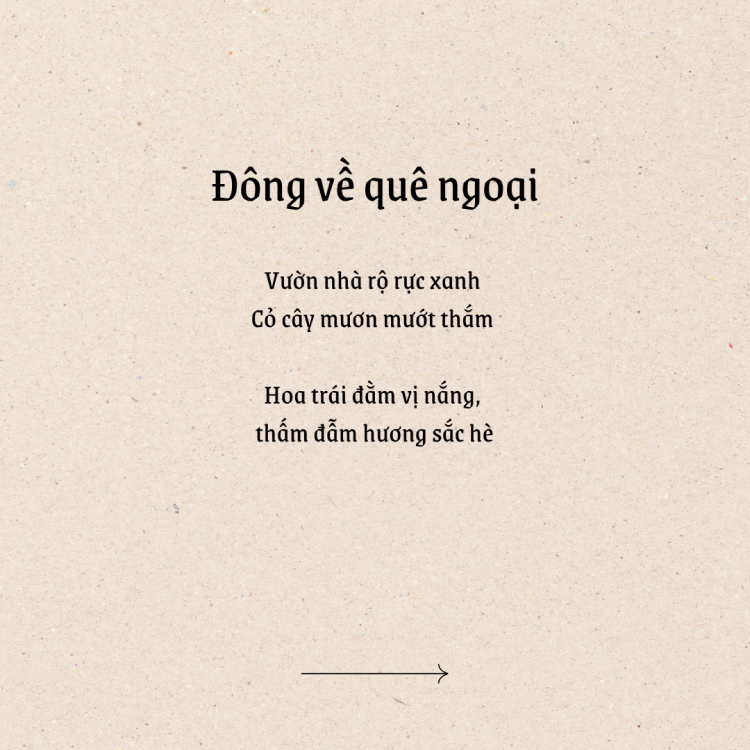 Đông về quê ngoại
Vườn nhà rộ rực xanh
Cỏ cây mươn mướt thắm
Hoa trái đằm vị nắng,
thấm đẫm hương sắc hè